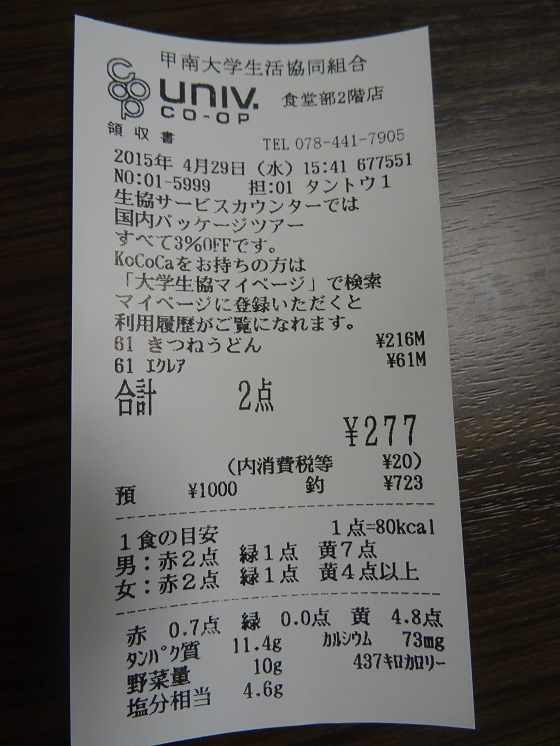 甲南大学生活協同組合
coop univ. CO-OP 食堂部2階店
領収書 TEL 078-441-7905
2015年 4月29日(水)15:41 677551
NO:01-5999 担:01 タントウ1
生協サービスカウンターでは
国内パッケージツアー
すべて3%OFFです。
KoCoCaをお持ちの方は
「大学生協マイページ」で検索
マイページに登録いただくと
利用履歴がご覧になれます。
61 きつねうどん ¥216M
61 エクレア ¥61M
合計 2点
¥277
(内消費税等 ¥20)
預 ¥1000 釣 ¥723
1食の目安 1点=80kcal
男:赤2点 緑1点 黄7点
女:赤2点 緑1点 黄4点以上
赤 0.7点 緑 0.0点 黄 4.8点
タンパク質 11.4g カルシウム 73mg
野菜量 10g 437キロカロリー
塩分相当 4.6g